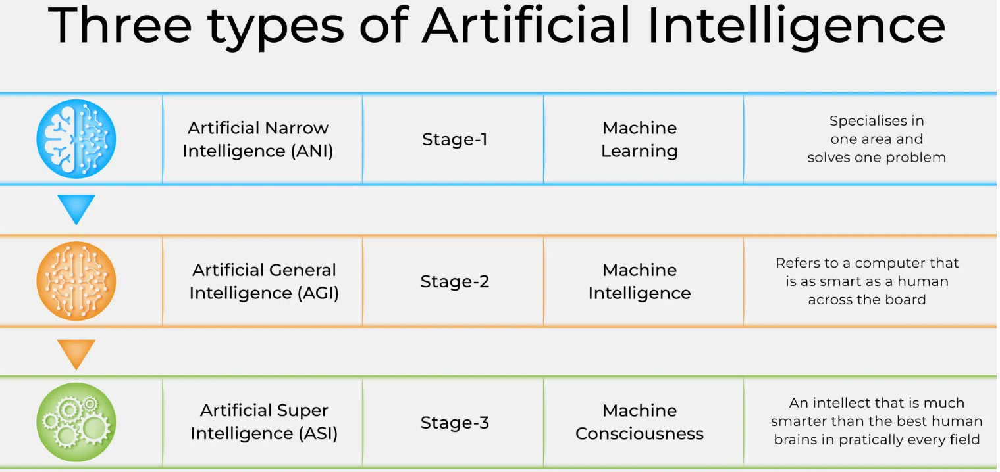 Three types of Artificial Intelligence
Artificial Narrow
Intelligence (ANI)
Stage-1
Machine
Learning
Specialises in
one area and
solves one problem
Artificial General
Intelligence (AGI)
Stage-2
Machine
Intelligence
Refers to a computer that
is as smart as a human
across the board
Artificial Super
Intelligence (ASI)
Stage-3
Machine
Consciousness
An intellect that is much
smarter than the best human
brains in pratically every field